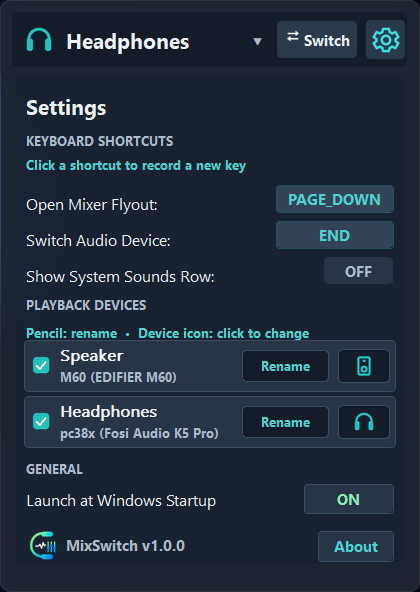 Headphones ▼ Switch
Settings
KEYBOARD SHORTCUTS
Click a shortcut to record a new key
Open Mixer Flyout: PAGE_DOWN
Switch Audio Device: END
Show System Sounds Row: OFF
PLAYBACK DEVICES
Pencil: rename • Device icon: click to change
Speaker
M60 (EDIFIER M60)
Rename
Headphones
pc38x (Fosi Audio K5 Pro)
Rename
GENERAL
Launch at Windows Startup ON
MixSwitch v1.0.0 About